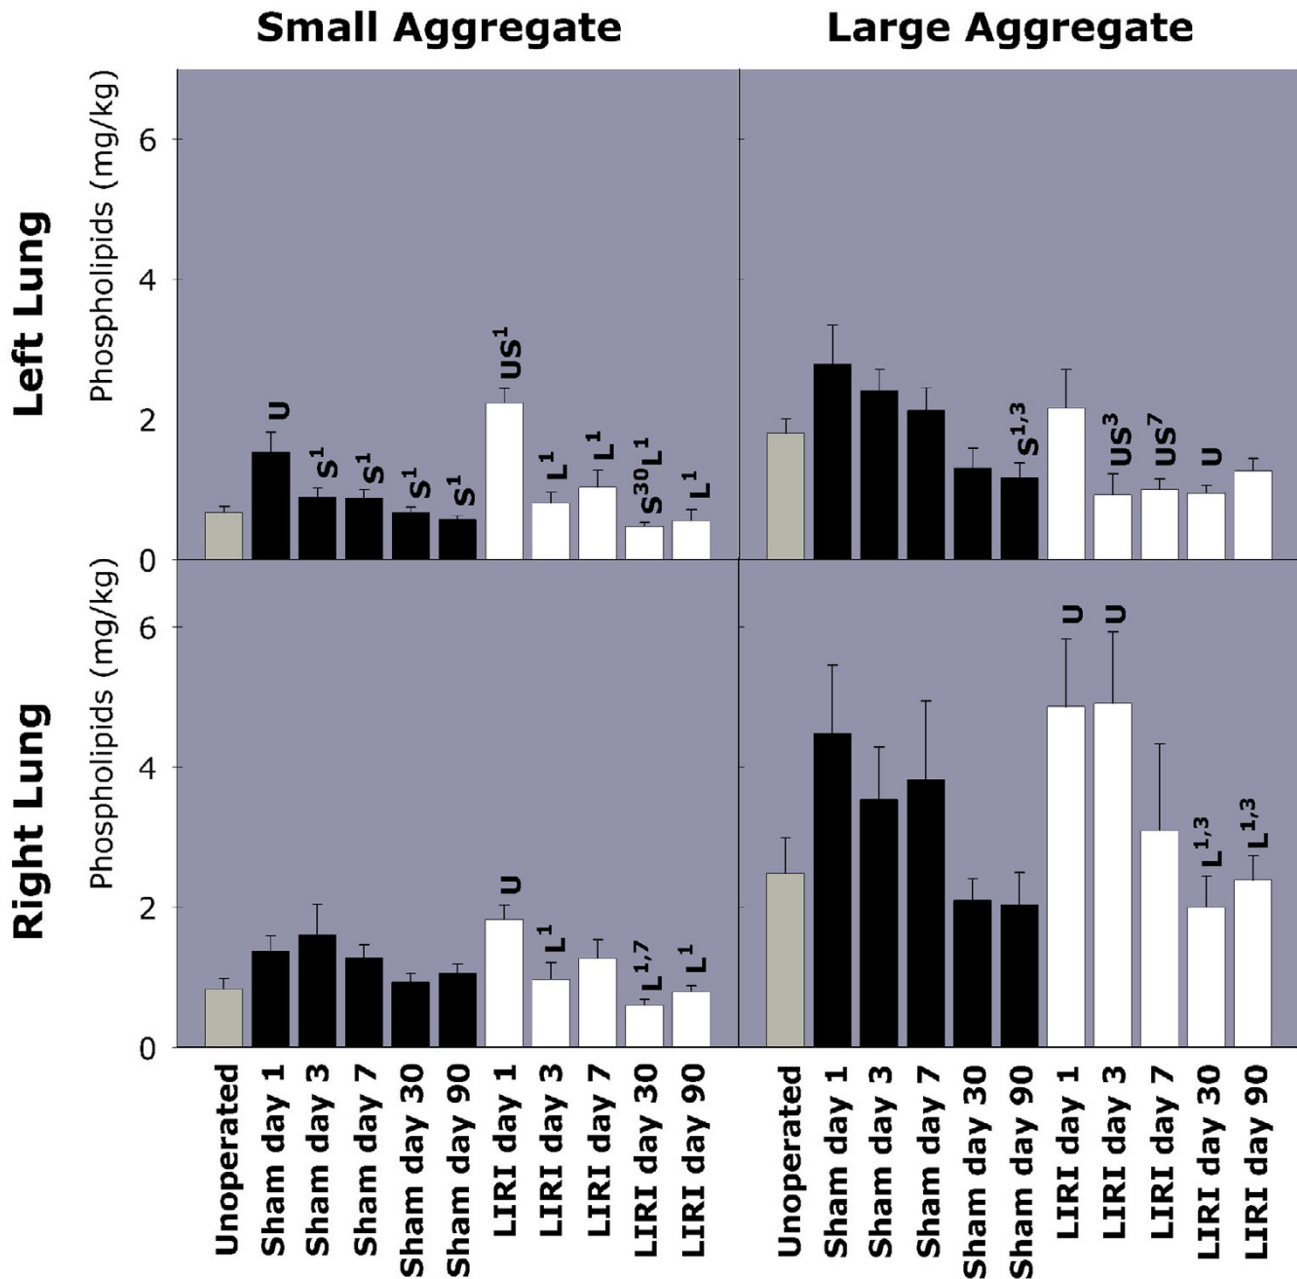 Small Aggregate
Large Aggregate
Left Lung
Phospholipids (mg/kg)
6
4
2
0
U
S¹
S¹
S¹
S¹
US¹
L¹
L¹
S³⁰L¹
L¹
S¹,³
US³
US⁷
U
Right Lung
Phospholipids (mg/kg)
6
4
2
0
U
L¹
L¹,⁷
L¹
U
U
L¹,³
L¹,³
Unoperated
Sham day 1
Sham day 3
Sham day 7
Sham day 30
Sham day 90
LIRI day 1
LIRI day 3
LIRI day 7
LIRI day 30
LIRI day 90
Unoperated
Sham day 1
Sham day 3
Sham day 7
Sham day 30
Sham day 90
LIRI day 1
LIRI day 3
LIRI day 7
LIRI day 30
LIRI day 90